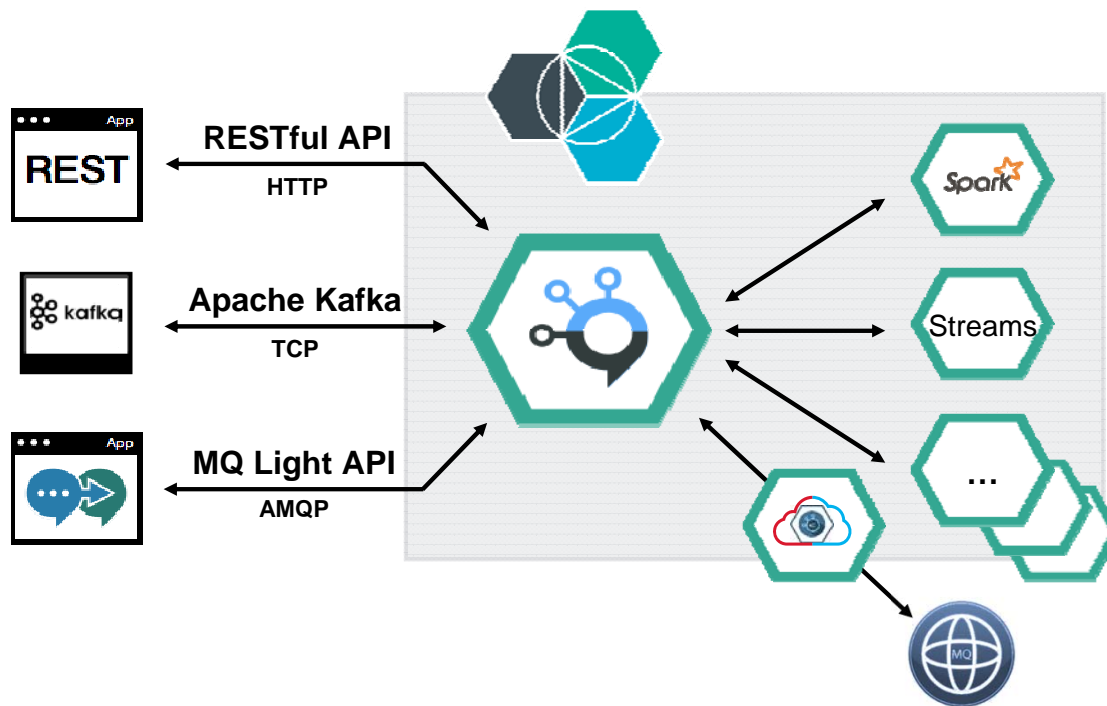 App
REST
RESTful API
HTTP
Spark
kafka
Apache Kafka
TCP
Streams
App
MQ Light API
AMQP
...
MQ